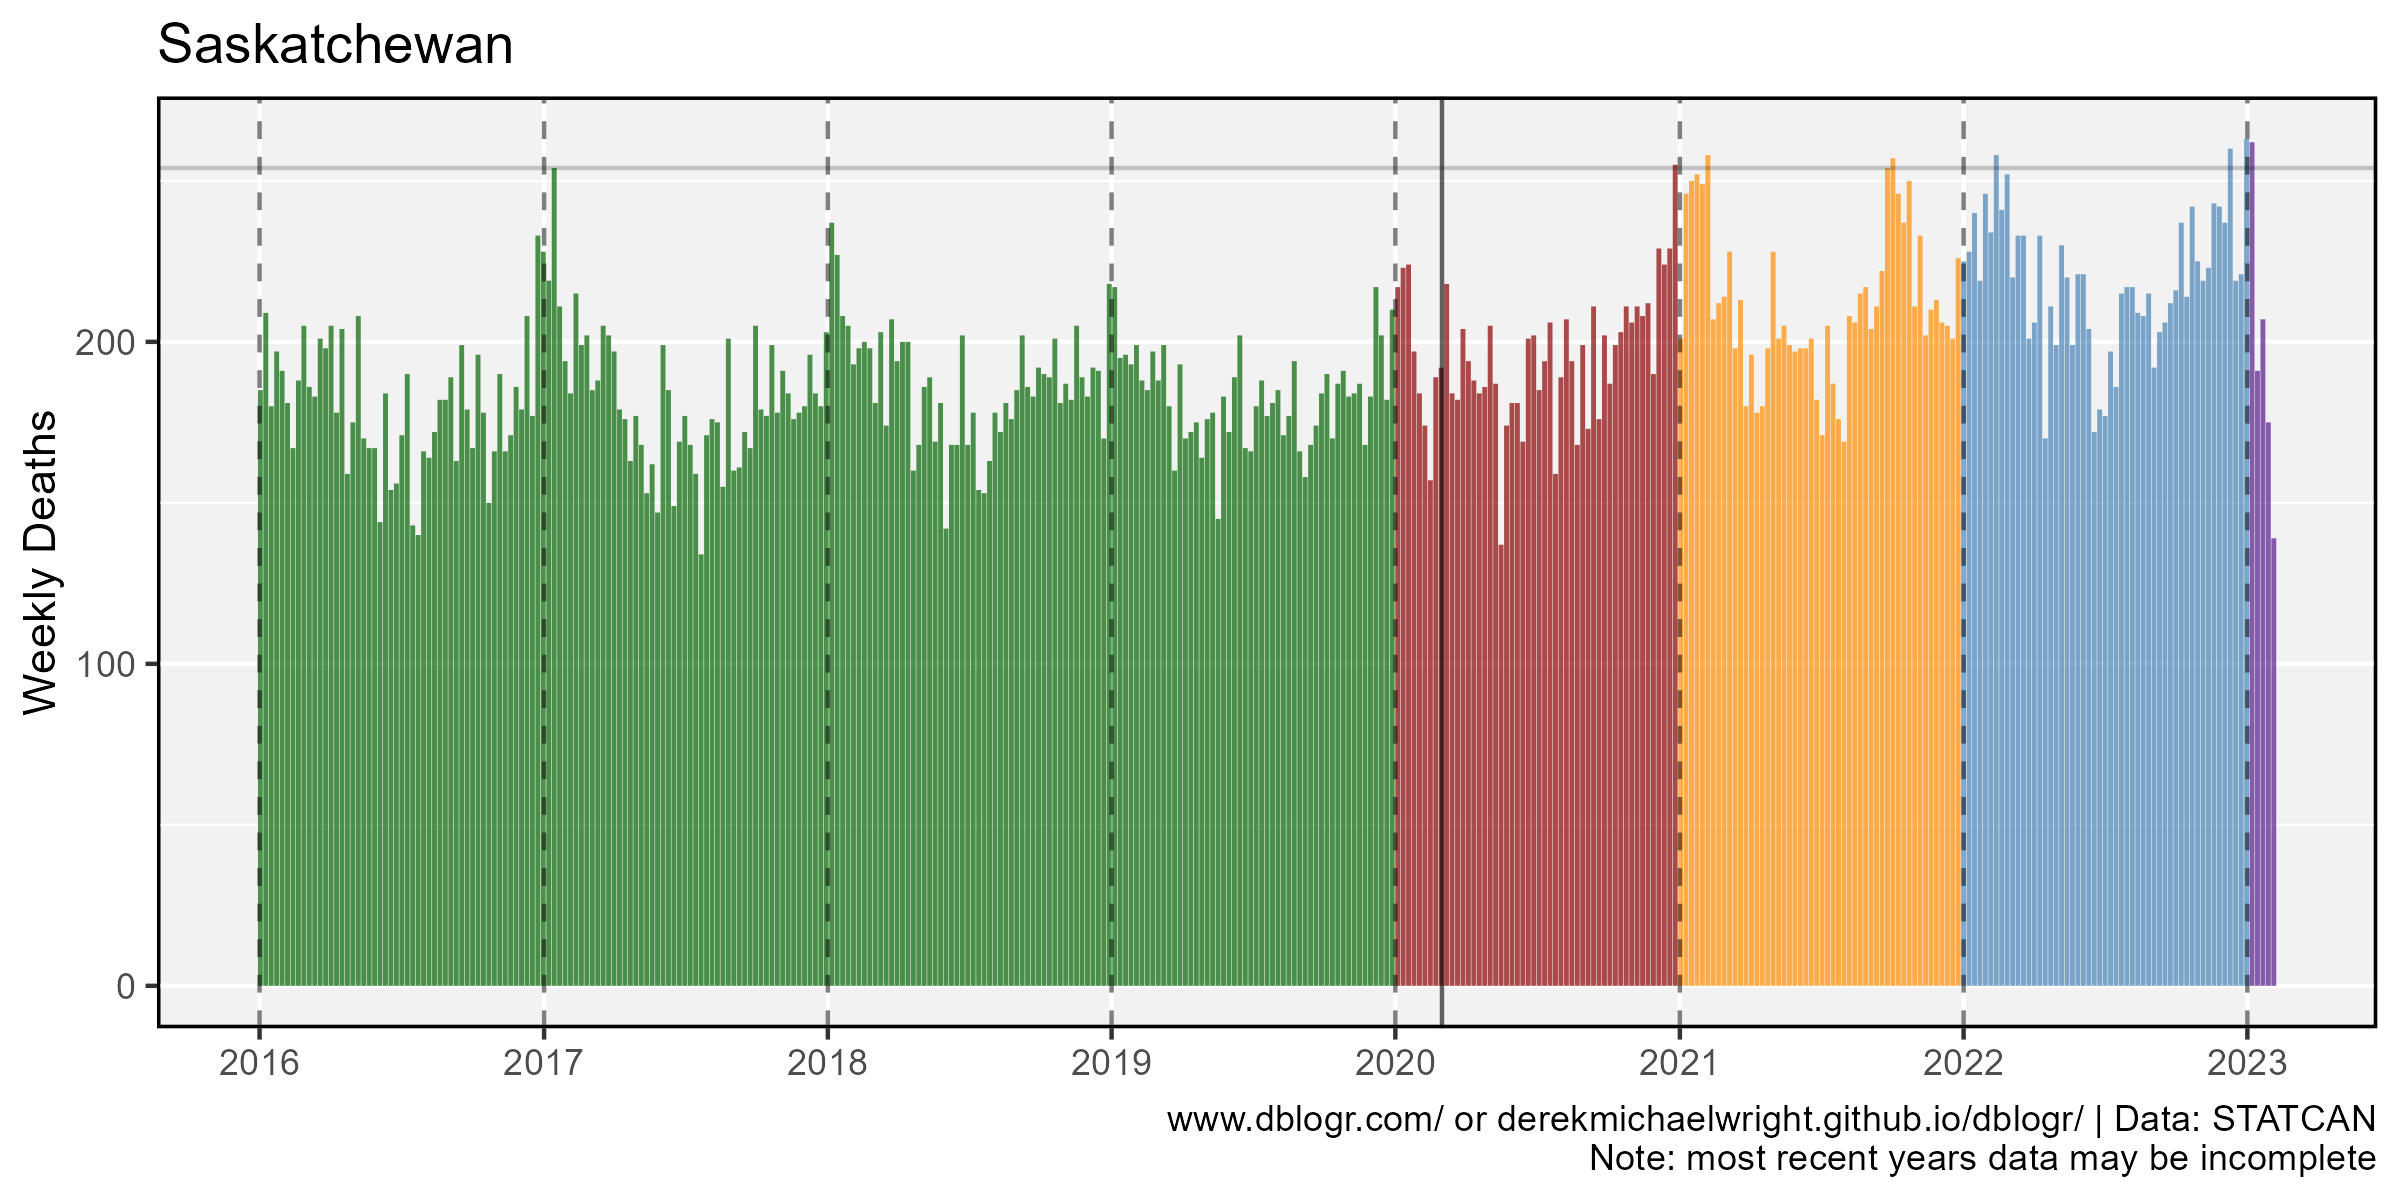 Saskatchewan
Weekly Deaths
200
100
0
2016 2017 2018 2019 2020 2021 2022 2023
www.dblogr.com/ or derekmichaelwright.github.io/dblogr/ | Data: STATCAN
Note: most recent years data may be incomplete